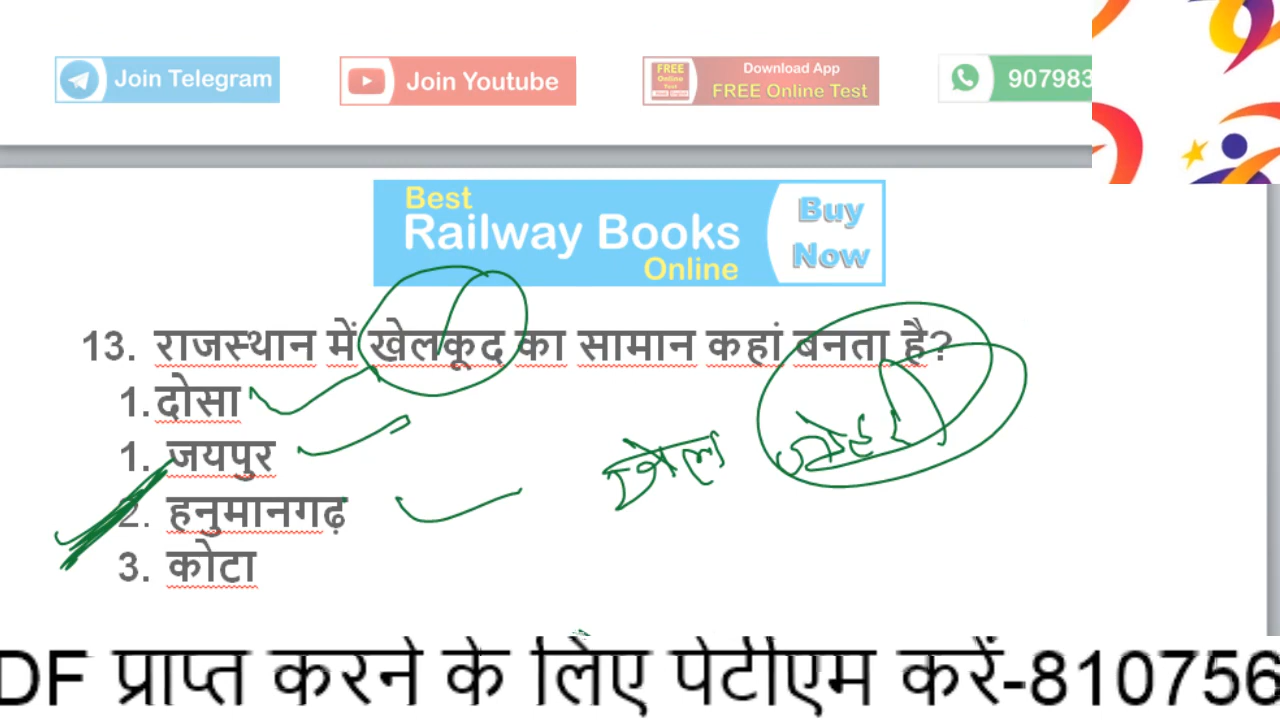 Join Telegram
Join Youtube
FREE Online Test
Download App
FREE Online Test
907983
Best
Railway Books
Online
Buy
Now
13. राजस्थान में खेलकूद का सामान कहां बनता है?
1. दोसा
1. जयपुर
2. हनुमानगढ़
3. कोटा
DF प्राप्त करने के लिए पेटीएम करें-810756